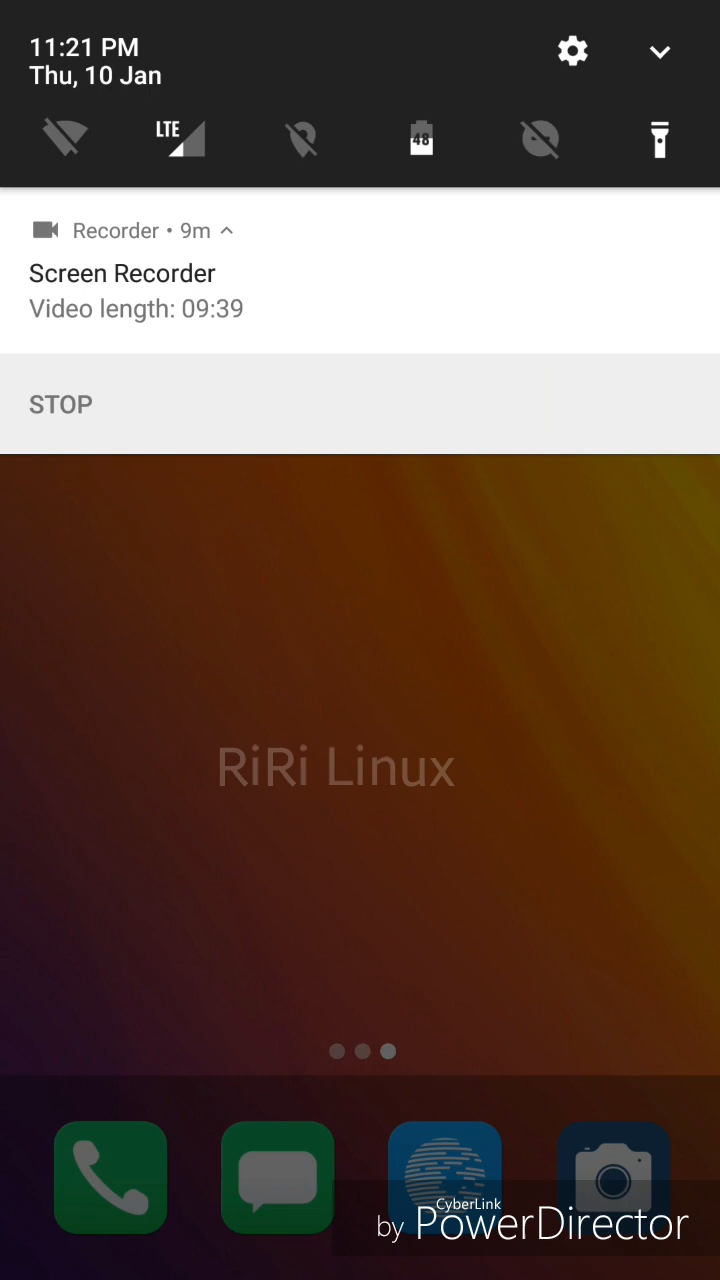 11:21 PM
Thu, 10 Jan
LTE
48
Recorder • 9m
Screen Recorder
Video length: 09:39
STOP
RiRi Linux
CyberLink
by PowerDirector